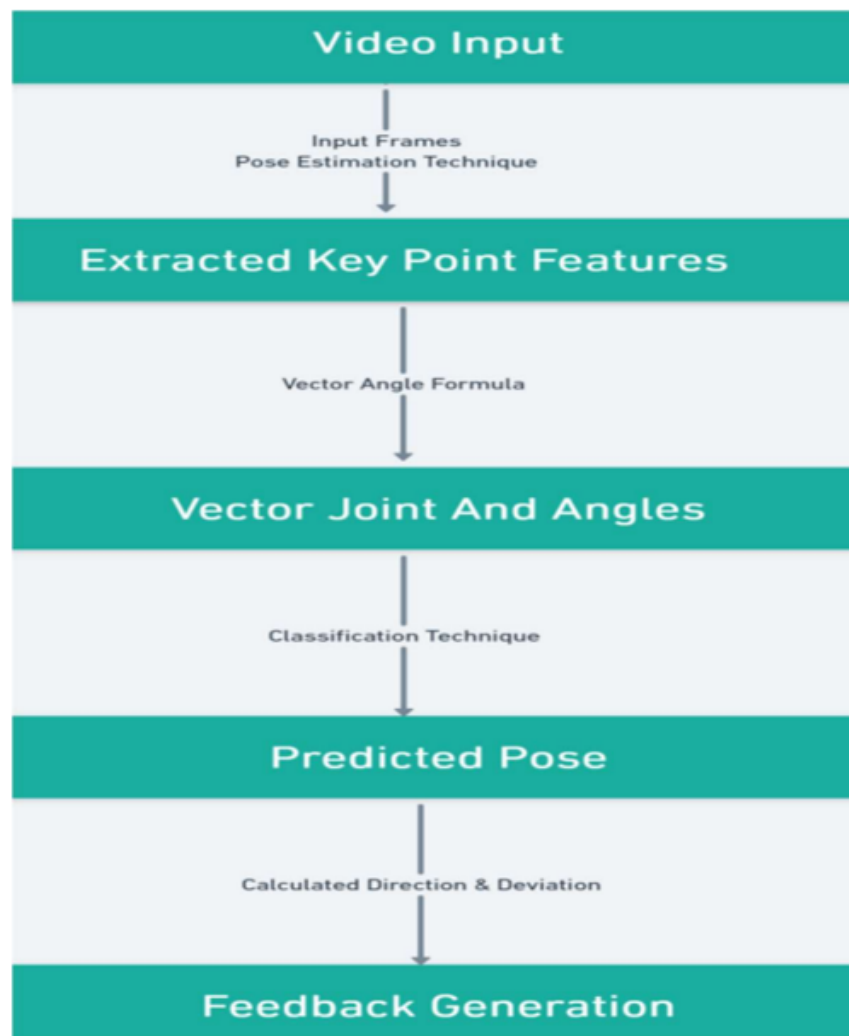 Video Input
Input Frames
Pose Estimation Technique
Extracted Key Point Features
Vector Angle Formula
Vector Joint And Angles
Classification Technique
Predicted Pose
Calculated Direction & Deviation
Feedback Generation